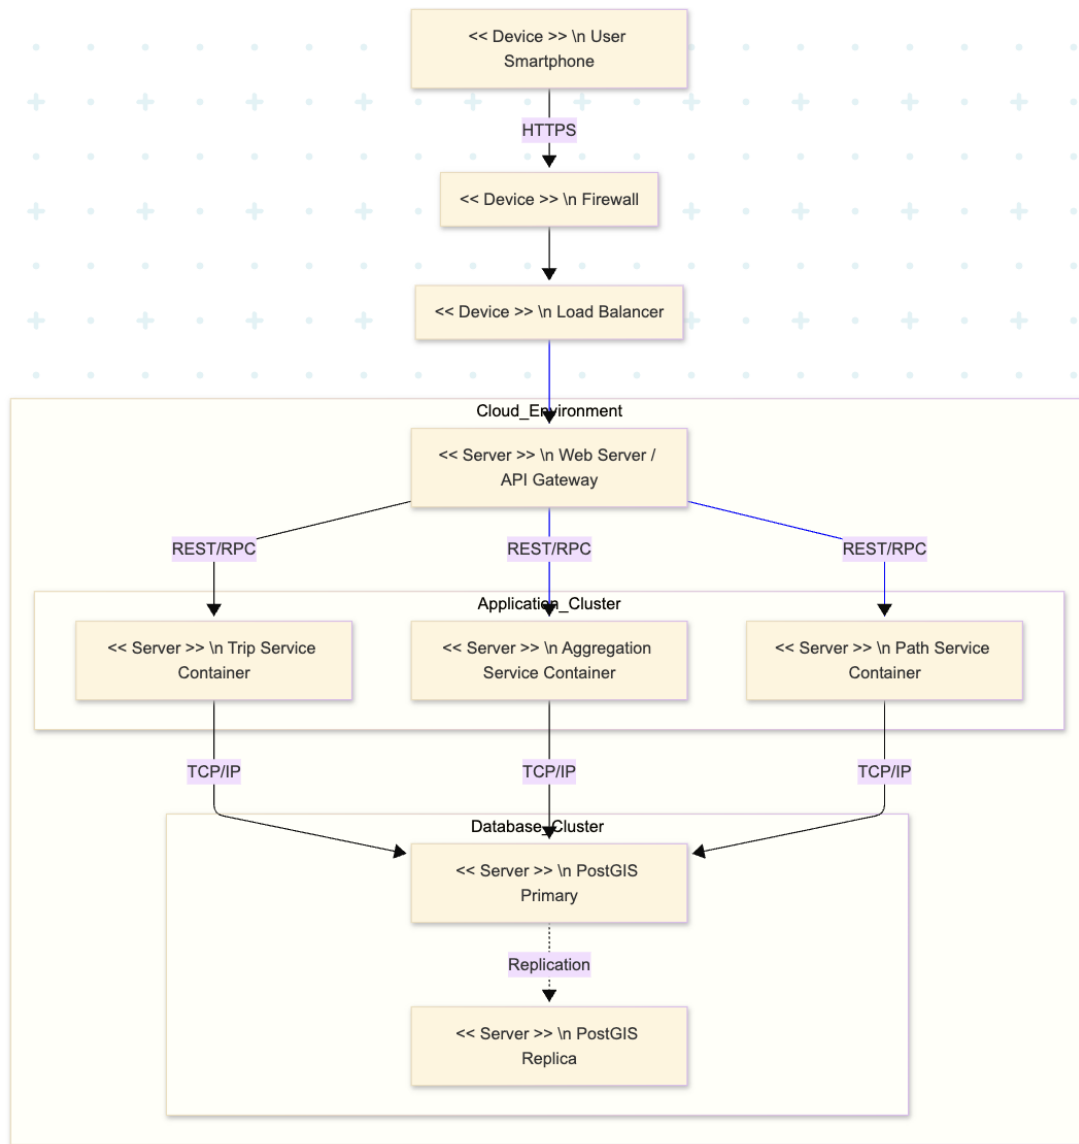 << Device >> \n User
Smartphone
HTTPS
<< Device >> \n Firewall
<< Device >> \n Load Balancer
Cloud_Environment
<< Server >> \n Web Server /
API Gateway
REST/RPC
REST/RPC
REST/RPC
Application_Cluster
<< Server >> \n Trip Service
Container
<< Server >> \n Aggregation
Service Container
<< Server >> \n Path Service
Container
TCP/IP
TCP/IP
TCP/IP
Database_Cluster
<< Server >> \n PostGIS
Primary
Replication
<< Server >> \n PostGIS
Replica